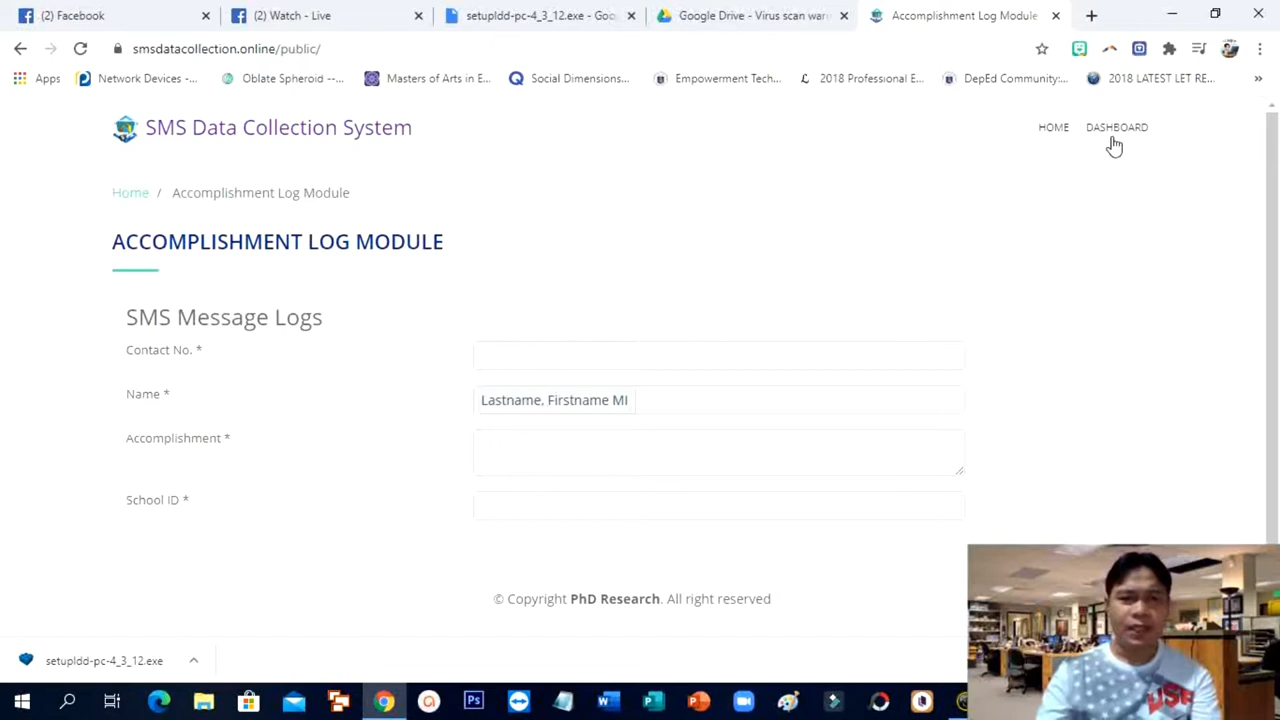 (2) Facebook
(2) Watch - Live
setupldd-pc-4_3_12.exe - Goo
Google Drive - Virus scan warn
Accomplishment Log Module
smsdatacollection.online/public/
Apps
Network Devices -...
Oblate Spheroid --...
Masters of Arts in E...
Social Dimensions...
Empowerment Tech...
2018 Professional E...
DepEd Community:...
2018 LATEST LET RE...
SMS Data Collection System
HOME DASHBOARD
Home / Accomplishment Log Module
ACCOMPLISHMENT LOG MODULE
SMS Message Logs
Contact No. *
Name *
Lastname, Firstname MI
Accomplishment *
School ID *
© Copyright PhD Research. All right reserved
setupldd-pc-4_3_12.exe